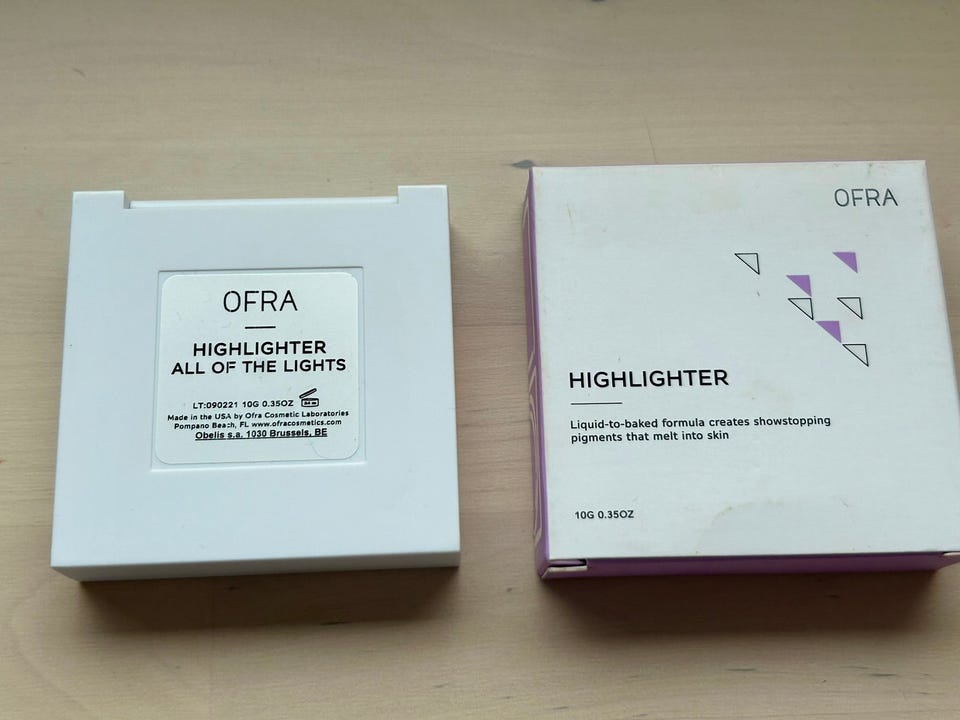 OFRA
HIGHLIGHTER
ALL OF THE LIGHTS
LT:090221 10G 0.35OZ
Made in the USA by Ofra Cosmetic Laboratories
Pompano Beach, FL www.ofracosmetics.com
Obelis s.a. 1030 Brussels, BE
OFRA
HIGHLIGHTER
Liquid-to-baked formula creates showstopping
pigments that melt into skin
10G 0.35OZ